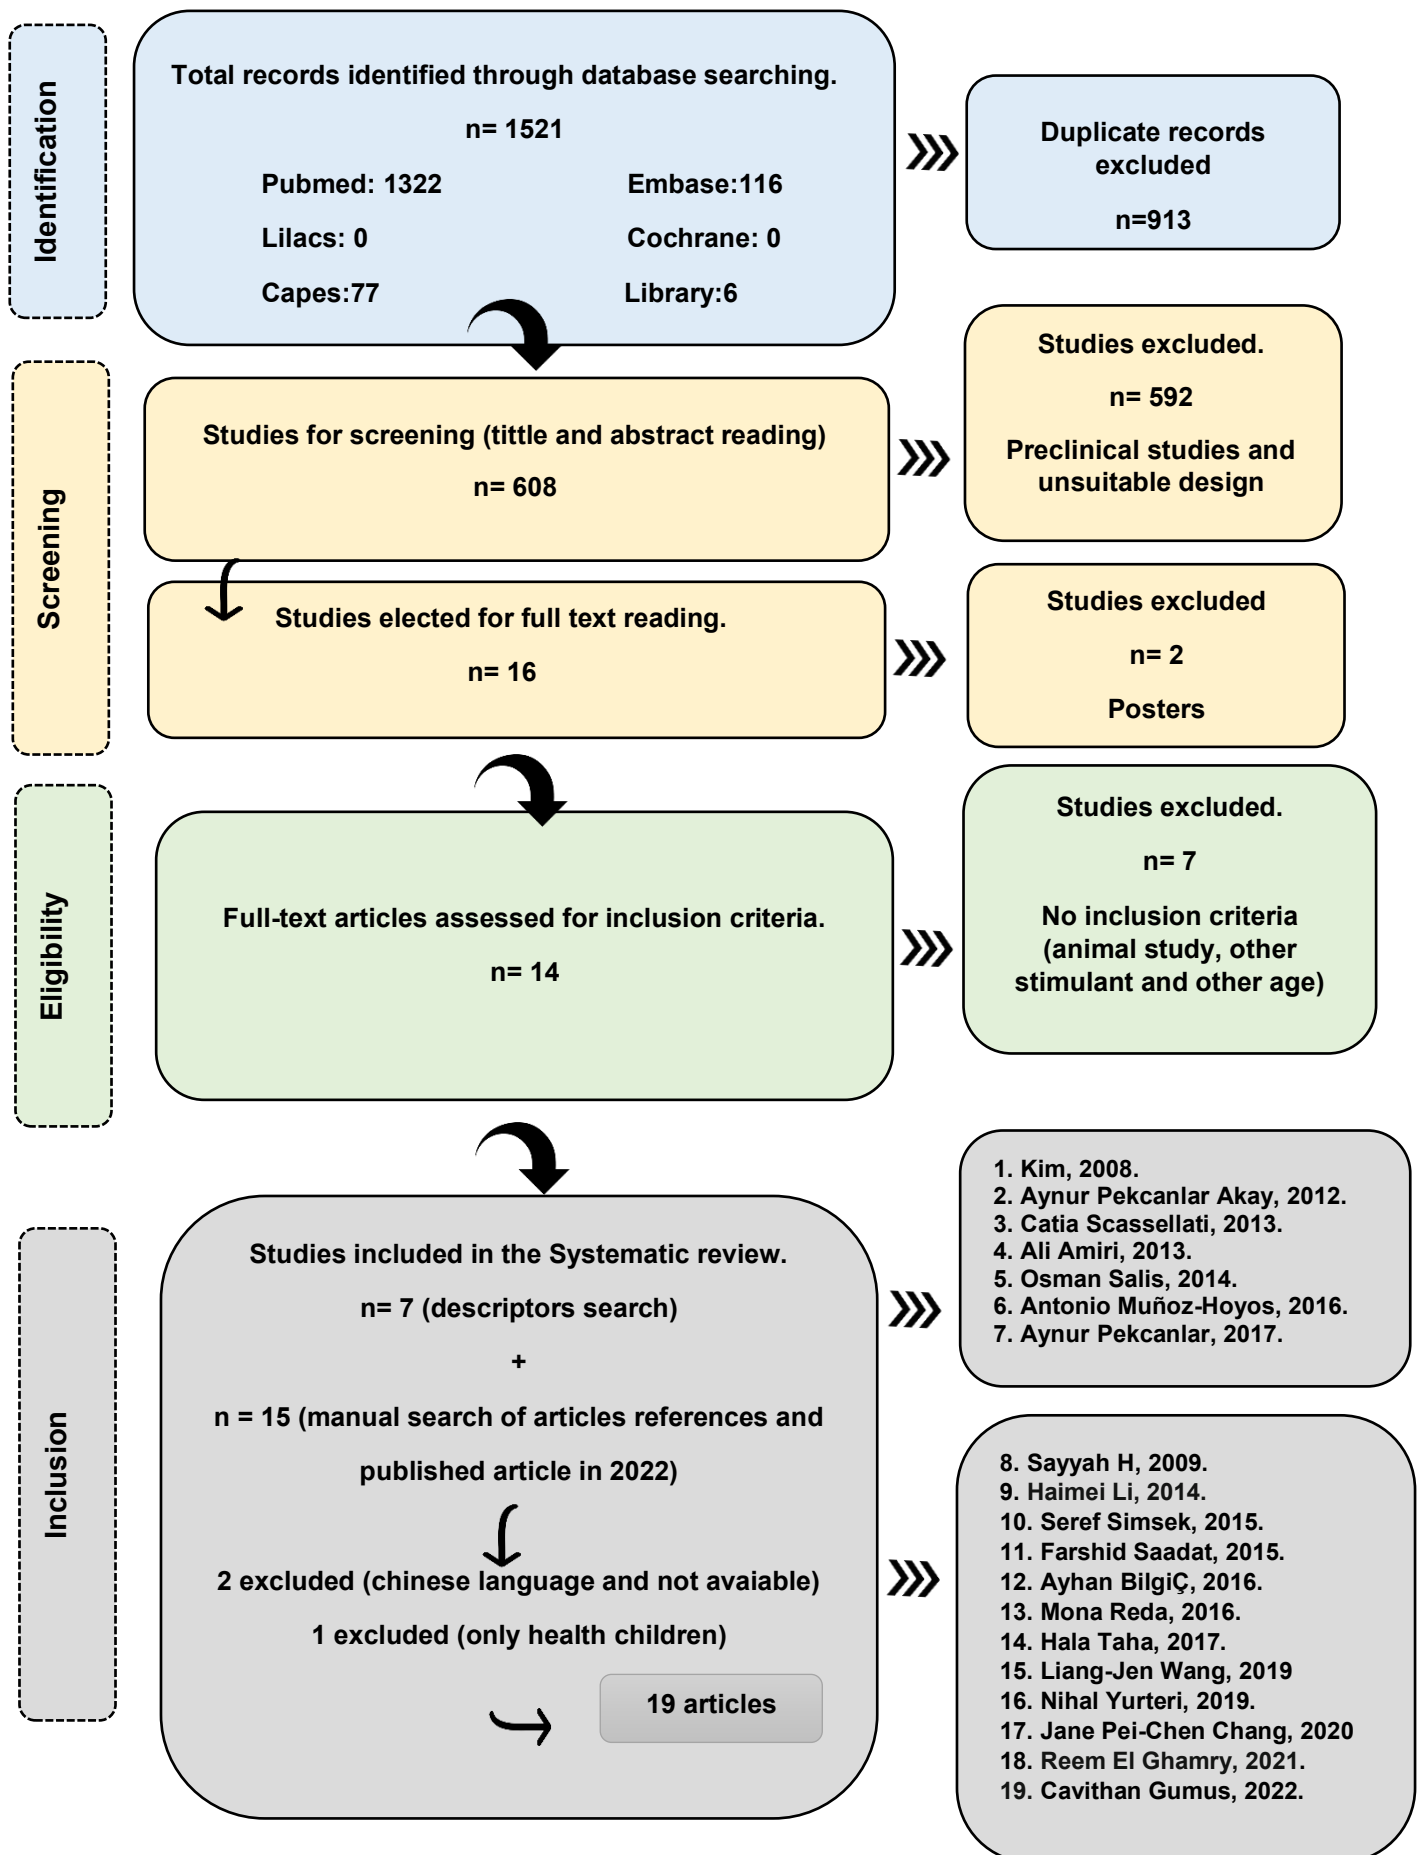 Identification
Total records identified through database searching.
n= 1521
Pubmed: 1322
Embase:116
Lilacs: 0
Cochrane: 0
Capes:77
Library:6
Duplicate records
excluded
n=913
Screening
Studies for screening (tittle and abstract reading)
n= 608
Studies excluded.
n= 592
Preclinical studies and
unsuitable design
Studies elected for full text reading.
n= 16
Studies excluded
n= 2
Posters
Eligibility
Full-text articles assessed for inclusion criteria.
n= 14
Studies excluded.
n= 7
No inclusion criteria
(animal study, other
stimulant and other age)
Inclusion
Studies included in the Systematic review.
n= 7 (descriptors search)
+
n = 15 (manual search of articles references and
published article in 2022)
2 excluded (chinese language and not avaiable)
1 excluded (only health children)
19 articles
1. Kim, 2008.
2. Aynur Pekcanlar Akay, 2012.
3. Catia Scassellati, 2013.
4. Ali Amiri, 2013.
5. Osman Salis, 2014.
6. Antonio Muñoz-Hoyos, 2016.
7. Aynur Pekcanlar, 2017.
8. Sayyah H, 2009.
9. Haimei Li, 2014.
10. Seref Simsek, 2015.
11. Farshid Saadat, 2015.
12. Ayhan BilgiÇ, 2016.
13. Mona Reda, 2016.
14. Hala Taha, 2017.
15. Liang-Jen Wang, 2019
16. Nihal Yurteri, 2019.
17. Jane Pei-Chen Chang, 2020
18. Reem El Ghamry, 2021.
19. Cavithan Gumus, 2022.